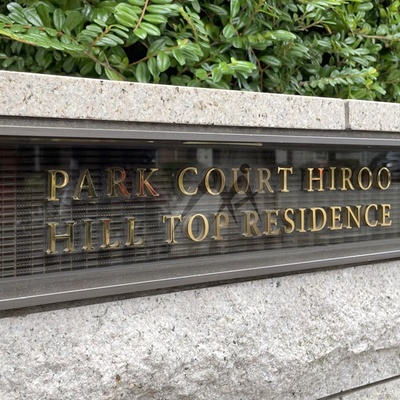 PARK COURT HIROO
HILL TOP RESIDENCE